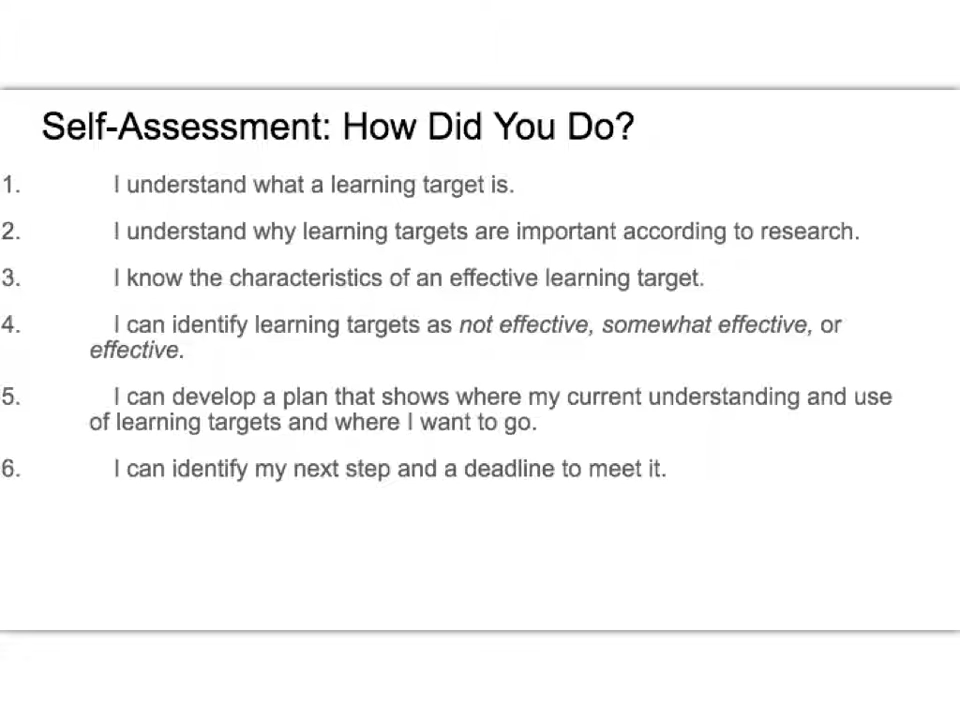 Self-Assessment: How Did You Do?
1. I understand what a learning target is.
2. I understand why learning targets are important according to research.
3. I know the characteristics of an effective learning target.
4. I can identify learning targets as not effective, somewhat effective, or
effective.
5. I can develop a plan that shows where my current understanding and use
of learning targets and where I want to go.
6. I can identify my next step and a deadline to meet it.